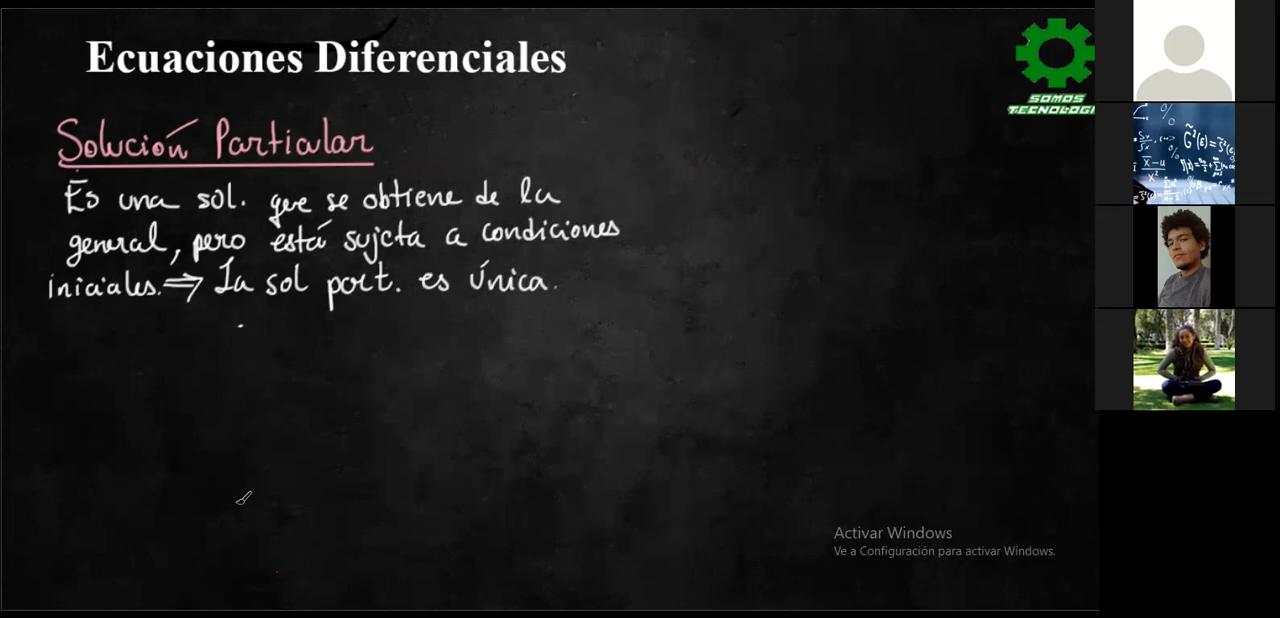 Ecuaciones Diferenciales
SOMOS
TECNOLOGI
Solución Particular
Es una sol. que se obtiene de la
general, pero está sujeta a condiciones
iniciales. ⇒ La sol part. es única.
Activar Windows
Ve a Configuración para activar Windows.